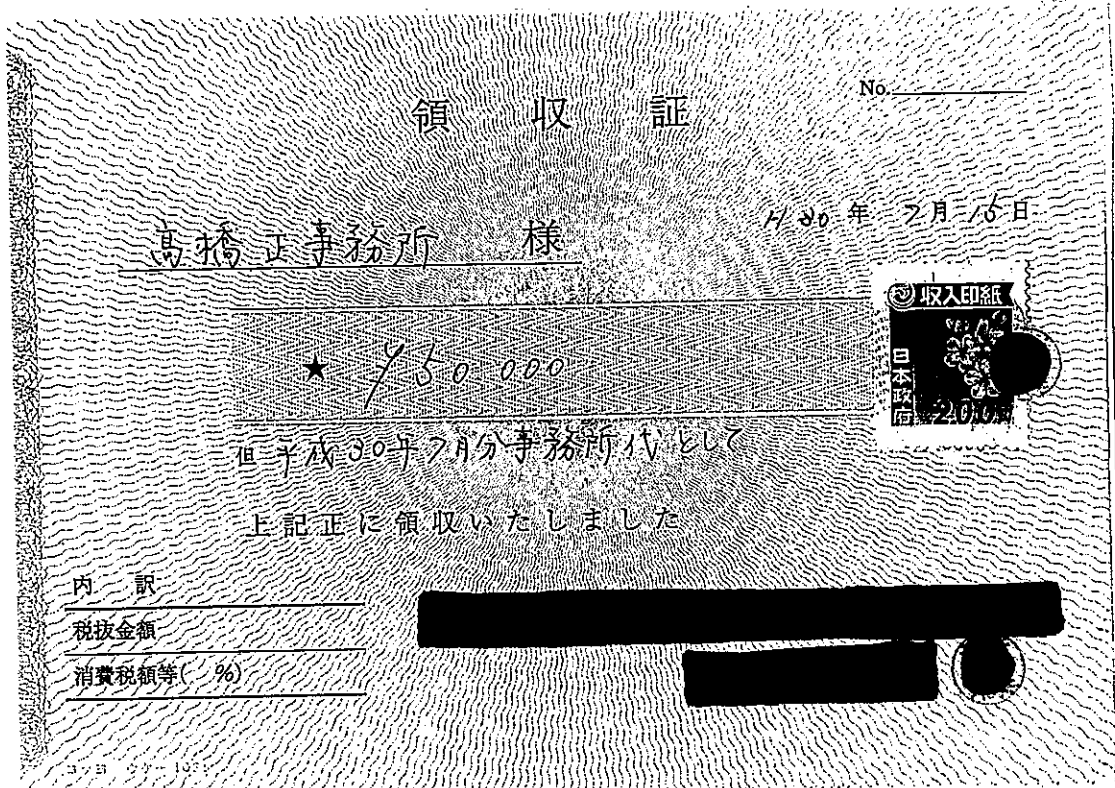 No.
領収証
H30年 7月15日
高橋正事務所 様
収入印紙
日本政府
200
★ ¥50 000
但 平成30年7月分事務所代として
上記正に領収いたしました
内訳
税抜金額
消費税額等( %)